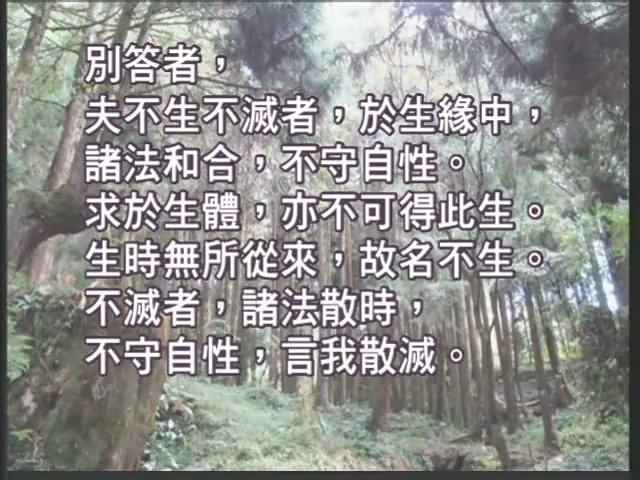 別答者，
夫不生不滅者，於生緣中，
諸法和合，不守自性。
求於生體，亦不可得此生。
生時無所從來，故名不生。
不滅者，諸法散時，
不守自性，言我散滅。